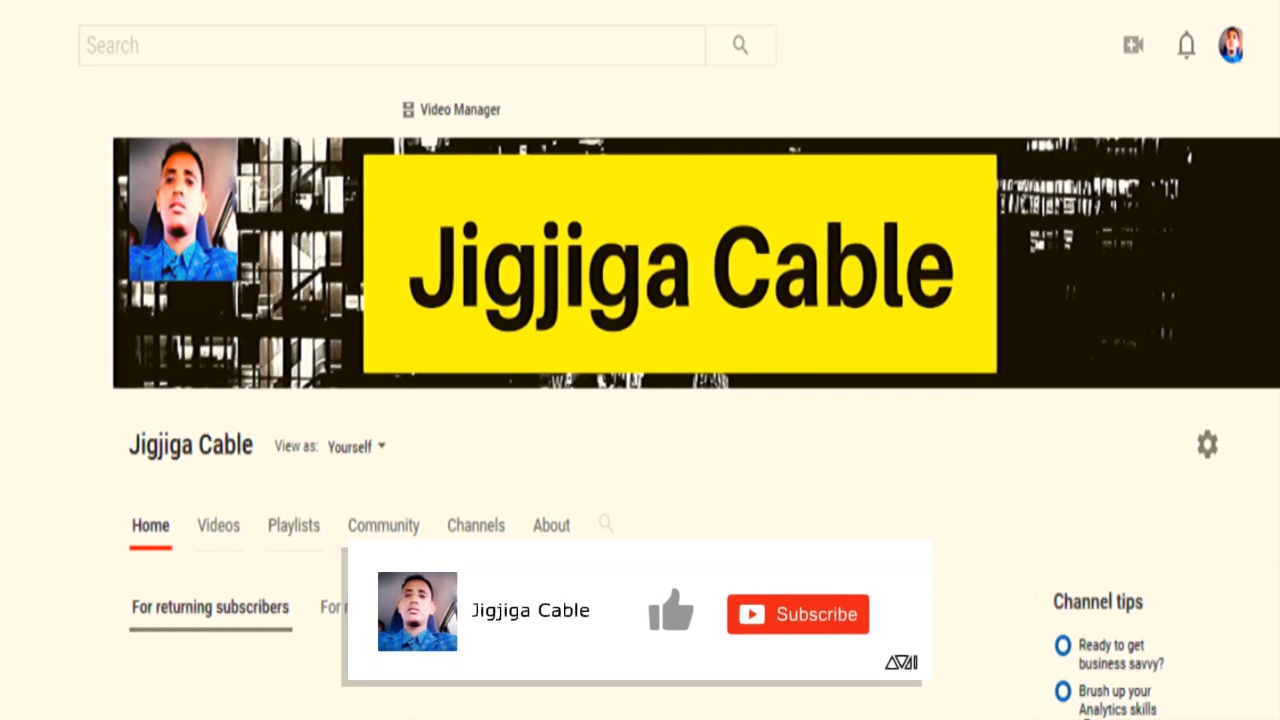 Search
Video Manager
Jigjiga Cable
Jigjiga Cable
View as: Yourself
Home Videos Playlists Community Channels About
For returning subscribers
For
Jigjiga Cable
Subscribe
Channel tips
Ready to get
business savvy?
Brush up your
Analytics skills